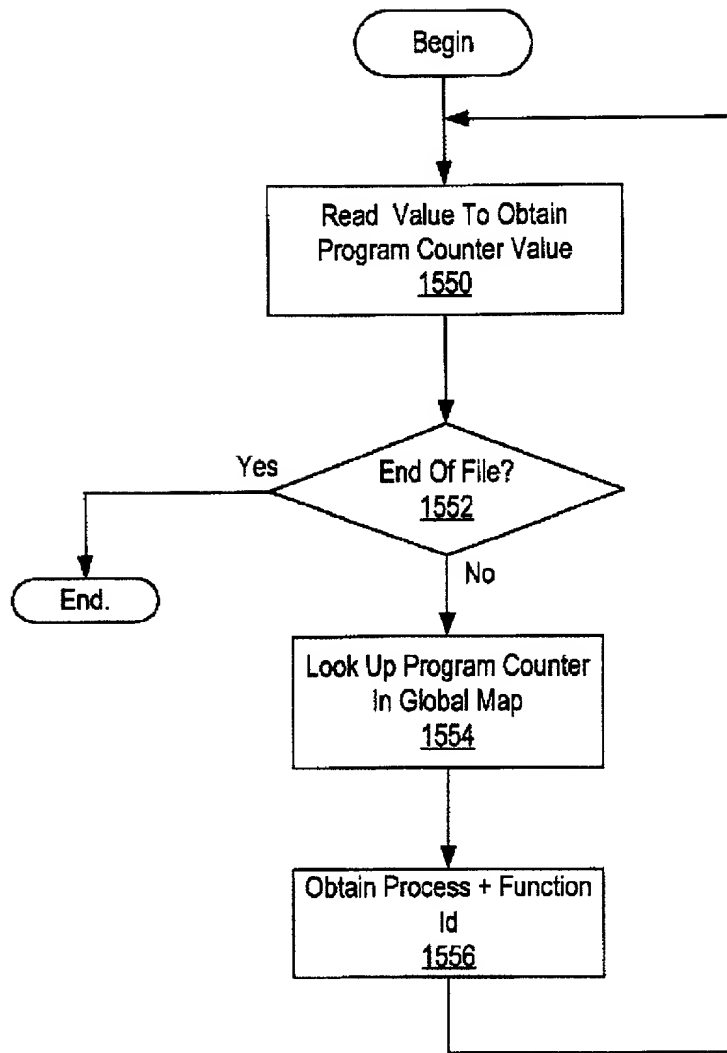 Begin
Read Value To Obtain
Program Counter Value
1550
Yes
End Of File?
1552
No
End.
Look Up Program Counter
In Global Map
1554
Obtain Process + Function
Id
1556